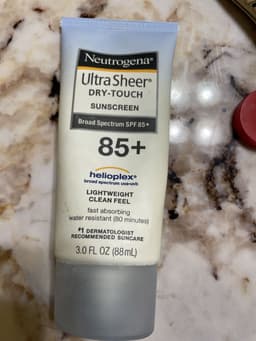 Neutrogena®
Ultra Sheer®
DRY-TOUCH
SUNSCREEN
Broad Spectrum SPF 85+
85+
helioplex®
broad spectrum uva•uvb
LIGHTWEIGHT
CLEAN FEEL
fast absorbing
water resistant (80 minutes)
#1 DERMATOLOGIST
RECOMMENDED SUNCARE
3.0 FL OZ (88mL)